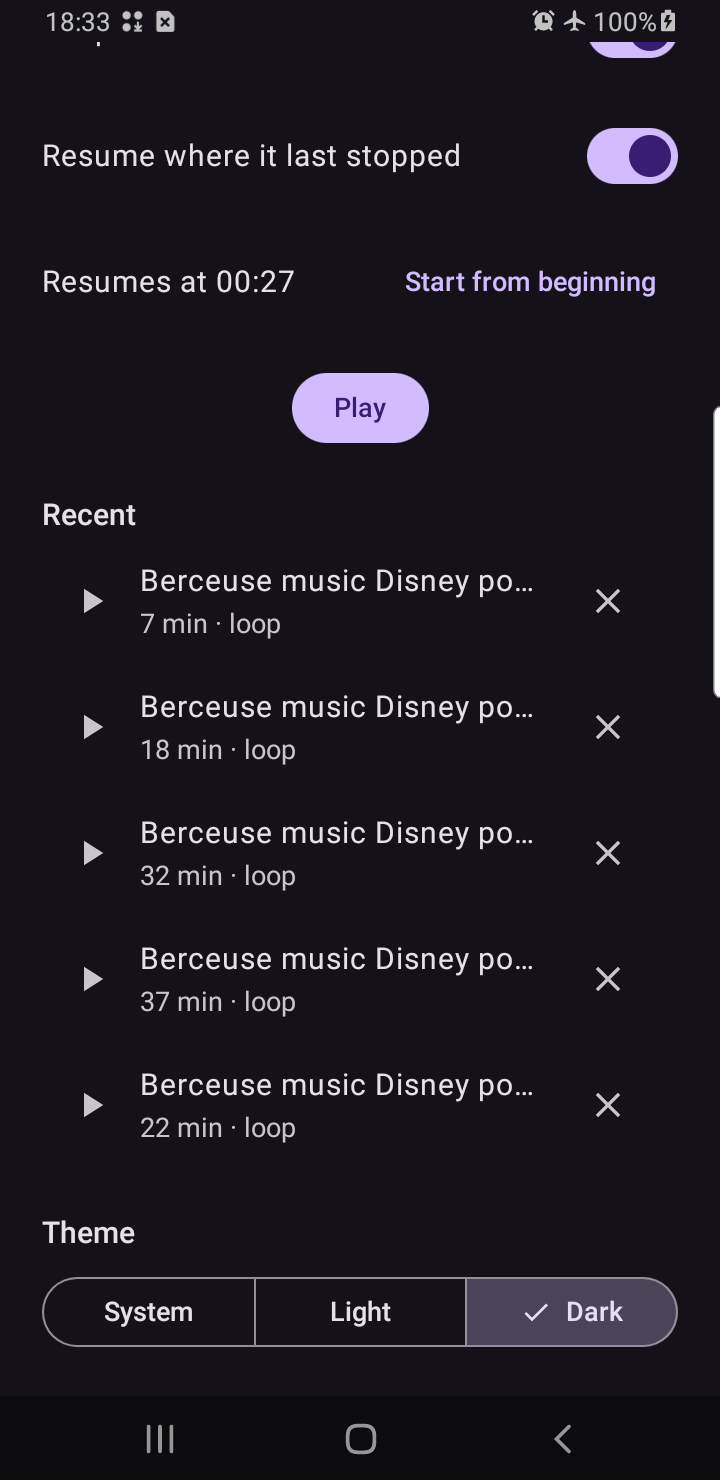 18:33
100%
Resume where it last stopped
Resumes at 00:27
Start from beginning
Play
Recent
Berceuse music Disney po…
7 min · loop
Berceuse music Disney po…
18 min · loop
Berceuse music Disney po…
32 min · loop
Berceuse music Disney po…
37 min · loop
Berceuse music Disney po…
22 min · loop
Theme
System
Light
Dark